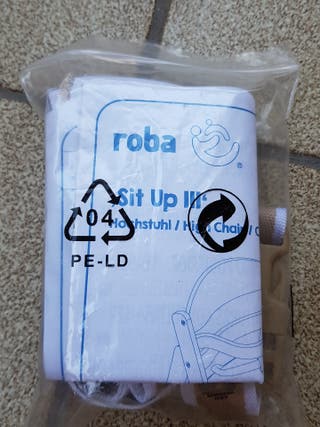 roba
®
Sit Up III
04
Hochstuhl / High Chair /
PE-LD